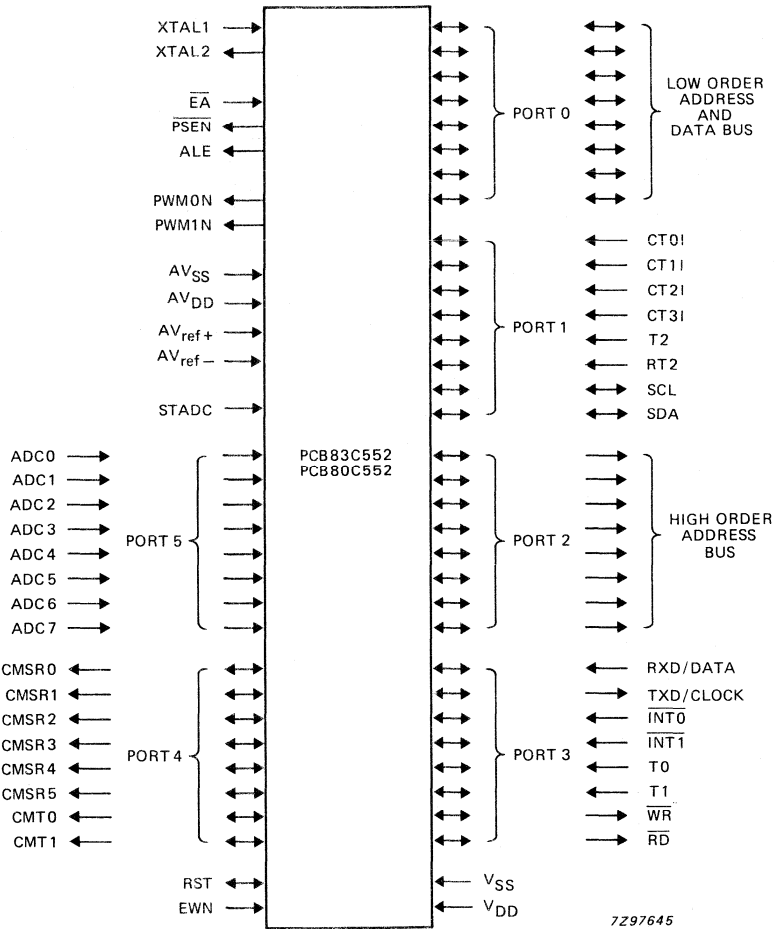 XTAL1
XTAL2
EA
PSEN
ALE
PWM0N
PWM1N
AVSS
AVDD
AVref+
AVref−
STADC
ADC0
ADC1
ADC2
ADC3
ADC4
ADC5
ADC6
ADC7
PORT 5
CMSR0
CMSR1
CMSR2
CMSR3
CMSR4
CMSR5
CMT0
CMT1
PORT 4
RST
EWN
PCB83C552
PCB80C552
PORT 0
LOW ORDER
ADDRESS
AND
DATA BUS
PORT 1
CT0I
CT1I
CT2I
CT3I
T2
RT2
SCL
SDA
PORT 2
HIGH ORDER
ADDRESS
BUS
PORT 3
RXD/DATA
TXD/CLOCK
INT0
INT1
T0
T1
WR
RD
VSS
VDD
7Z97645